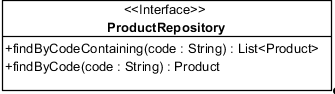 <<Interface>>
ProductRepository
+findByCodeContaining(code : String) : List<Product>
+findByCode(code : String) : Product